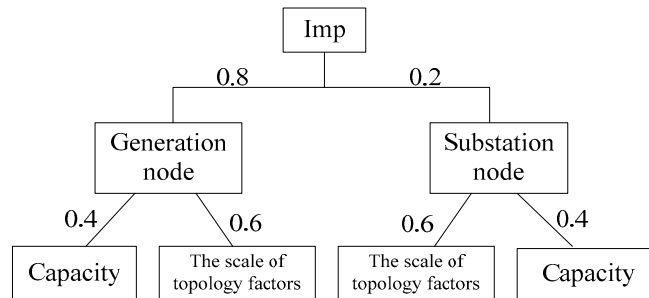 Imp
0.8
0.2
Generation
node
Substation
node
0.4
0.6
0.6
0.4
Capacity
The scale of
topology factors
The scale of
topology factors
Capacity